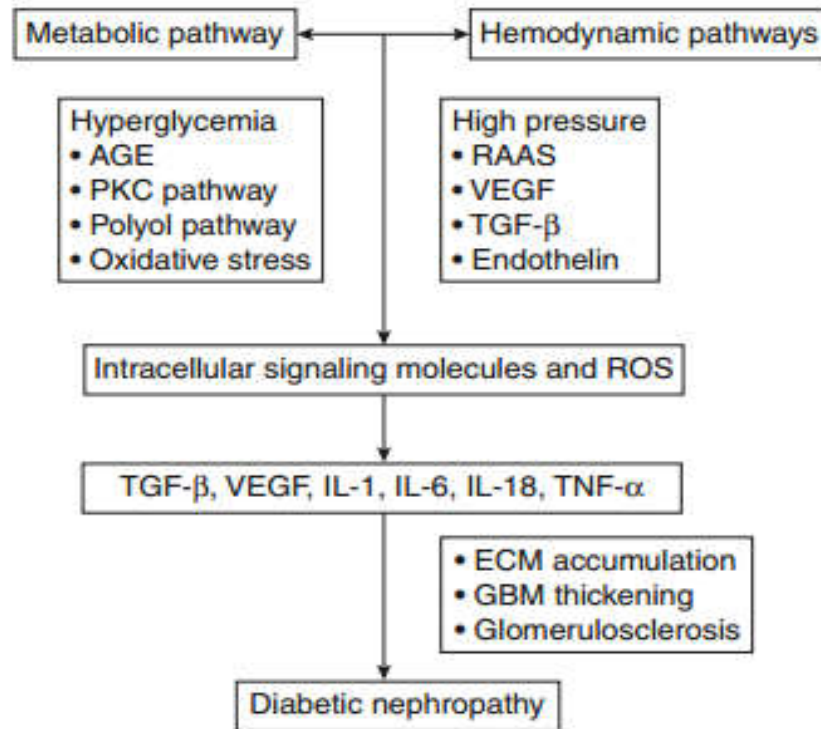 Metabolic pathway
Hemodynamic pathways
Hyperglycemia
• AGE
• PKC pathway
• Polyol pathway
• Oxidative stress
High pressure
• RAAS
• VEGF
• TGF-β
• Endothelin
Intracellular signaling molecules and ROS
TGF-β, VEGF, IL-1, IL-6, IL-18, TNF-α
• ECM accumulation
• GBM thickening
• Glomerulosclerosis
Diabetic nephropathy